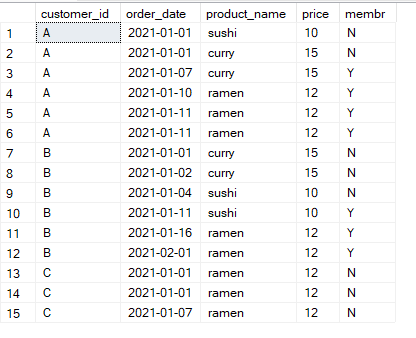 customer_id order_date product_name price membr
1 A 2021-01-01 sushi 10 N
2 A 2021-01-01 curry 15 N
3 A 2021-01-07 curry 15 Y
4 A 2021-01-10 ramen 12 Y
5 A 2021-01-11 ramen 12 Y
6 A 2021-01-11 ramen 12 Y
7 B 2021-01-01 curry 15 N
8 B 2021-01-02 curry 15 N
9 B 2021-01-04 sushi 10 N
10 B 2021-01-11 sushi 10 Y
11 B 2021-01-16 ramen 12 Y
12 B 2021-02-01 ramen 12 Y
13 C 2021-01-01 ramen 12 N
14 C 2021-01-01 ramen 12 N
15 C 2021-01-07 ramen 12 N